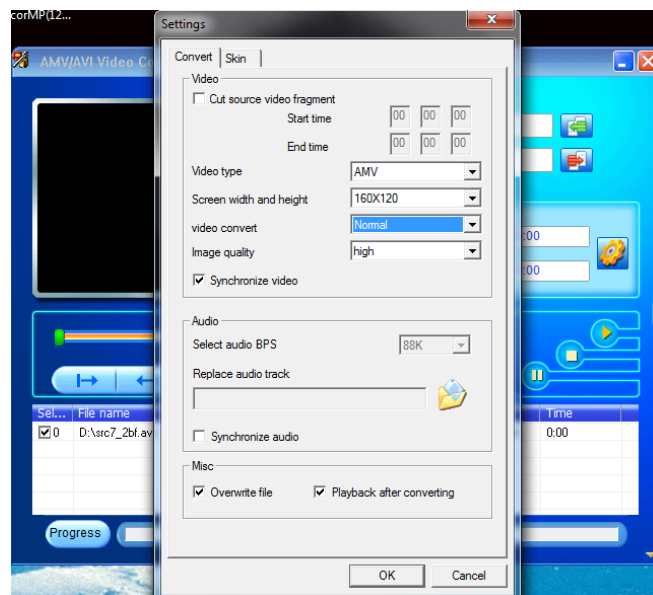 corMP(12...
Settings
AMV/AVI Video Co
Convert
Skin
Video
Cut source video fragment
Start time 00 00 00
End time 00 00 00
Video type AMV
Screen width and height 160X120
video convert Normal
:00
Image quality high
:00
Synchronize video
Audio
Select audio BPS 88K
Replace audio track
Synchronize audio
Sel... File name Time
0 D:\src7_2bf.av 0:00
Misc
Overwrite file Playback after converting
Progress
OK Cancel